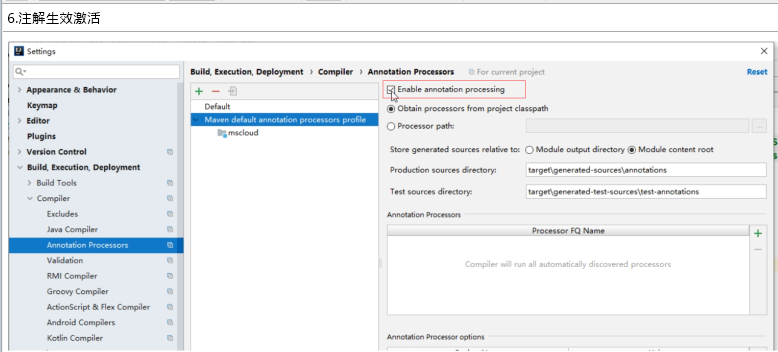 6.注解生效激活
Settings
Build, Execution, Deployment › Compiler › Annotation Processors
For current project
Reset
Appearance & Behavior
Keymap
Editor
Plugins
Version Control
Build, Execution, Deployment
Build Tools
Compiler
Excludes
Java Compiler
Annotation Processors
Validation
RMI Compiler
Groovy Compiler
ActionScript & Flex Compiler
Android Compilers
Kotlin Compiler
Default
Maven default annotation processors profile
mscloud
Enable annotation processing
Obtain processors from project classpath
Processor path:
Store generated sources relative to: Module output directory Module content root
Production sources directory: target\generated-sources\annotations
Test sources directory: target\generated-test-sources\test-annotations
Annotation Processors
Processor FQ Name
Compiler will run all automatically discovered processors
Annotation Processor options